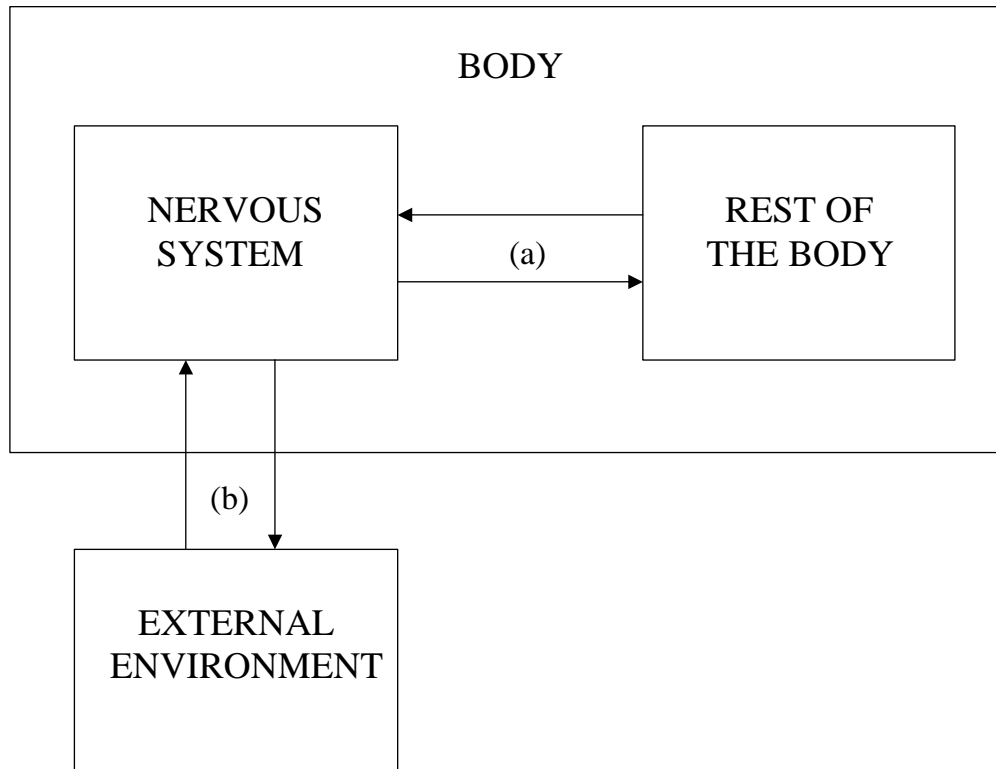 BODY
NERVOUS
SYSTEM
(a)
REST OF
THE BODY
(b)
EXTERNAL
ENVIRONMENT